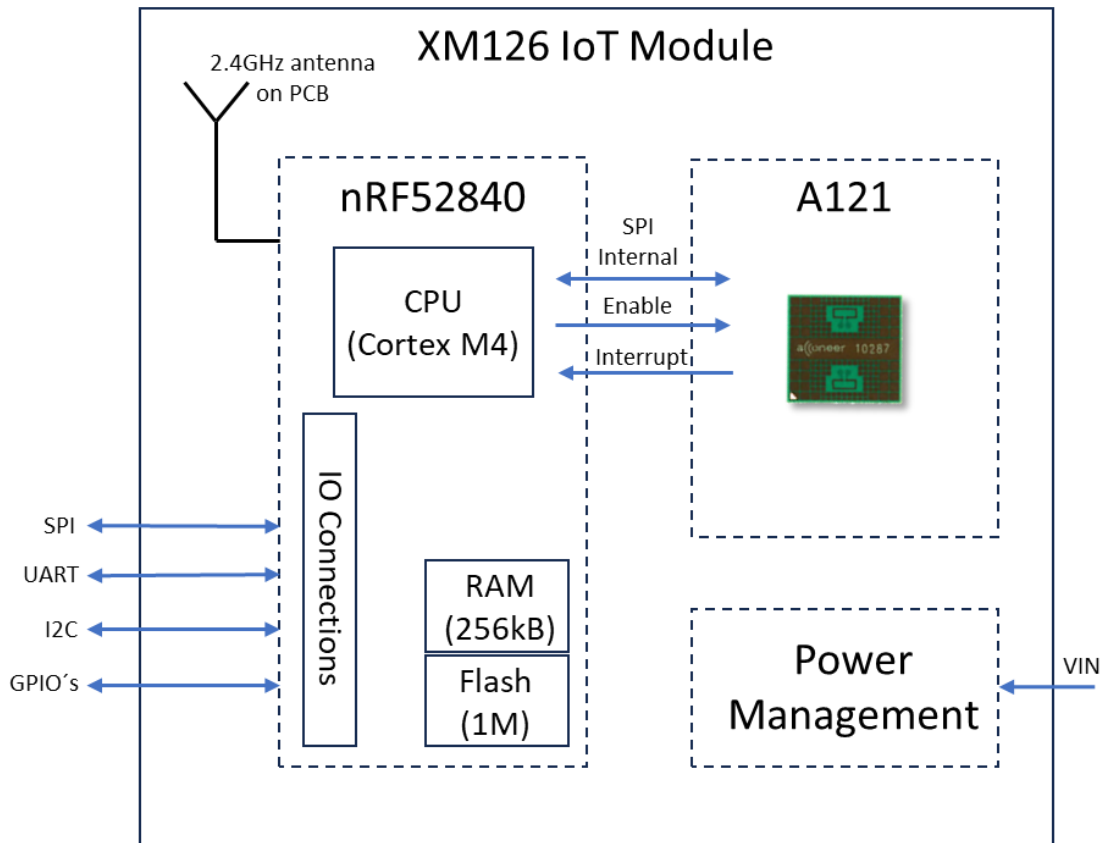 XM126 IoT Module
2.4GHz antenna
on PCB
nRF52840
A121
SPI
Internal
Enable
Interrupt
CPU
(Cortex M4)
acconeer 10287
IO Connections
SPI
UART
I2C
GPIO´s
RAM
(256kB)
Flash
(1M)
Power
Management
VIN